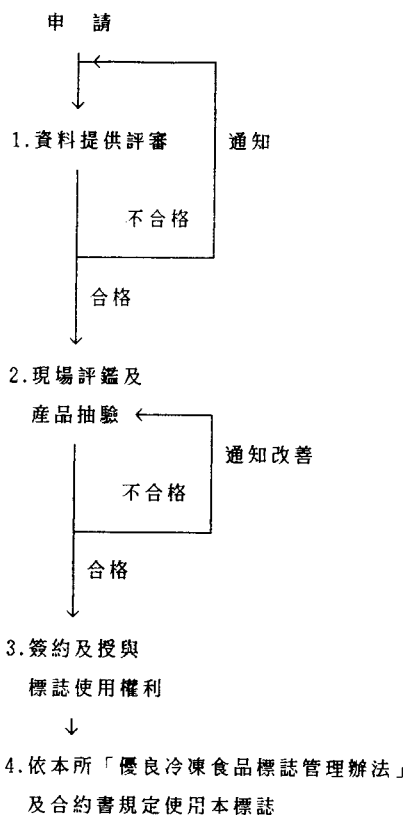 申 請
1.資料提供評審
通知
不合格
合格
2.現場評鑑及
產品抽驗
通知改善
不合格
合格
3.簽約及授與
標誌使用權利
4.依本所「優良冷凍食品標誌管理辦法」
及合約書規定使用本標誌